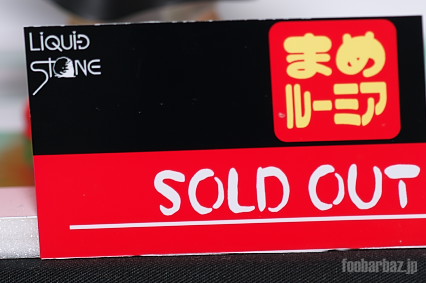 LiQUiD
STONE
まめ
ルーミア
SOLD OUT
foobarbaz.jp